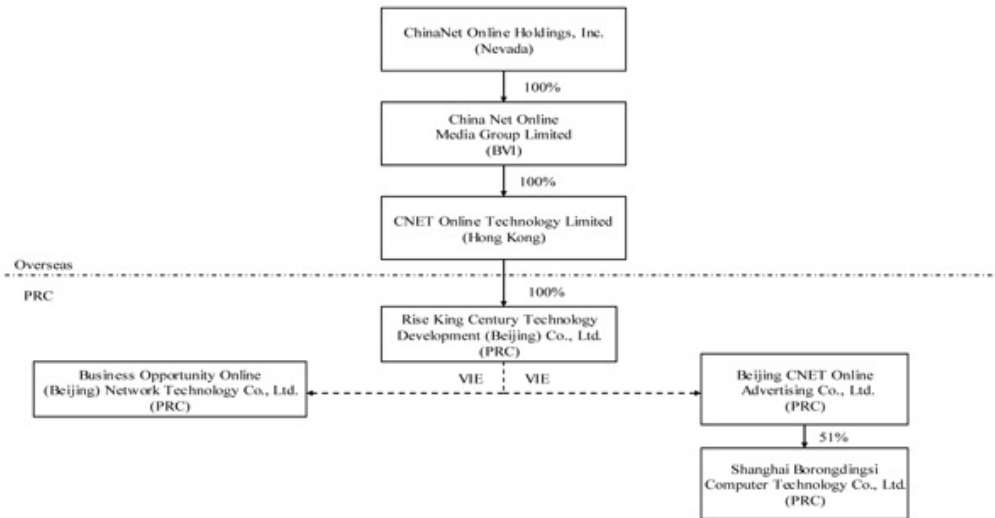 ChinaNet Online Holdings, Inc.
(Nevada)
100%
China Net Online
Media Group Limited
(BVI)
100%
CNET Online Technology Limited
(Hong Kong)
Overseas
PRC
100%
Rise King Century Technology
Development (Beijing) Co., Ltd.
(PRC)
VIE
VIE
Business Opportunity Online
(Beijing) Network Technology Co., Ltd.
(PRC)
Beijing CNET Online
Advertising Co., Ltd.
(PRC)
51%
Shanghai Borongdingsi
Computer Technology Co., Ltd.
(PRC)